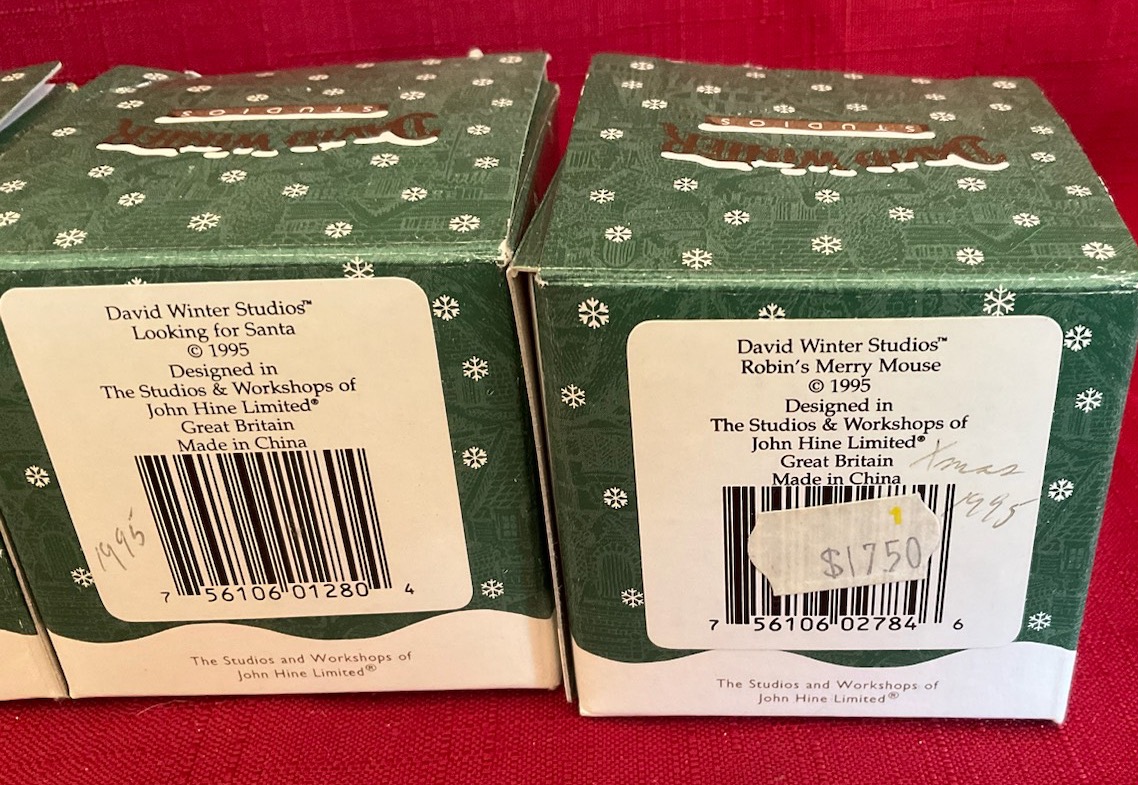 DAVID WINTER
STUDIOS
David Winter Studios™
Looking for Santa
© 1995
Designed in
The Studios & Workshops of
John Hine Limited®
Great Britain
Made in China
1995
7 56106 01280 4
The Studios and Workshops of
John Hine Limited®
DAVID WINTER
STUDIOS
David Winter Studios™
Robin's Merry Mouse
© 1995
Designed in
The Studios & Workshops of
John Hine Limited®
Great Britain
Made in China
Xmas
1995
1
$17.50
7 56106 02784 6
The Studios and Workshops of
John Hine Limited®